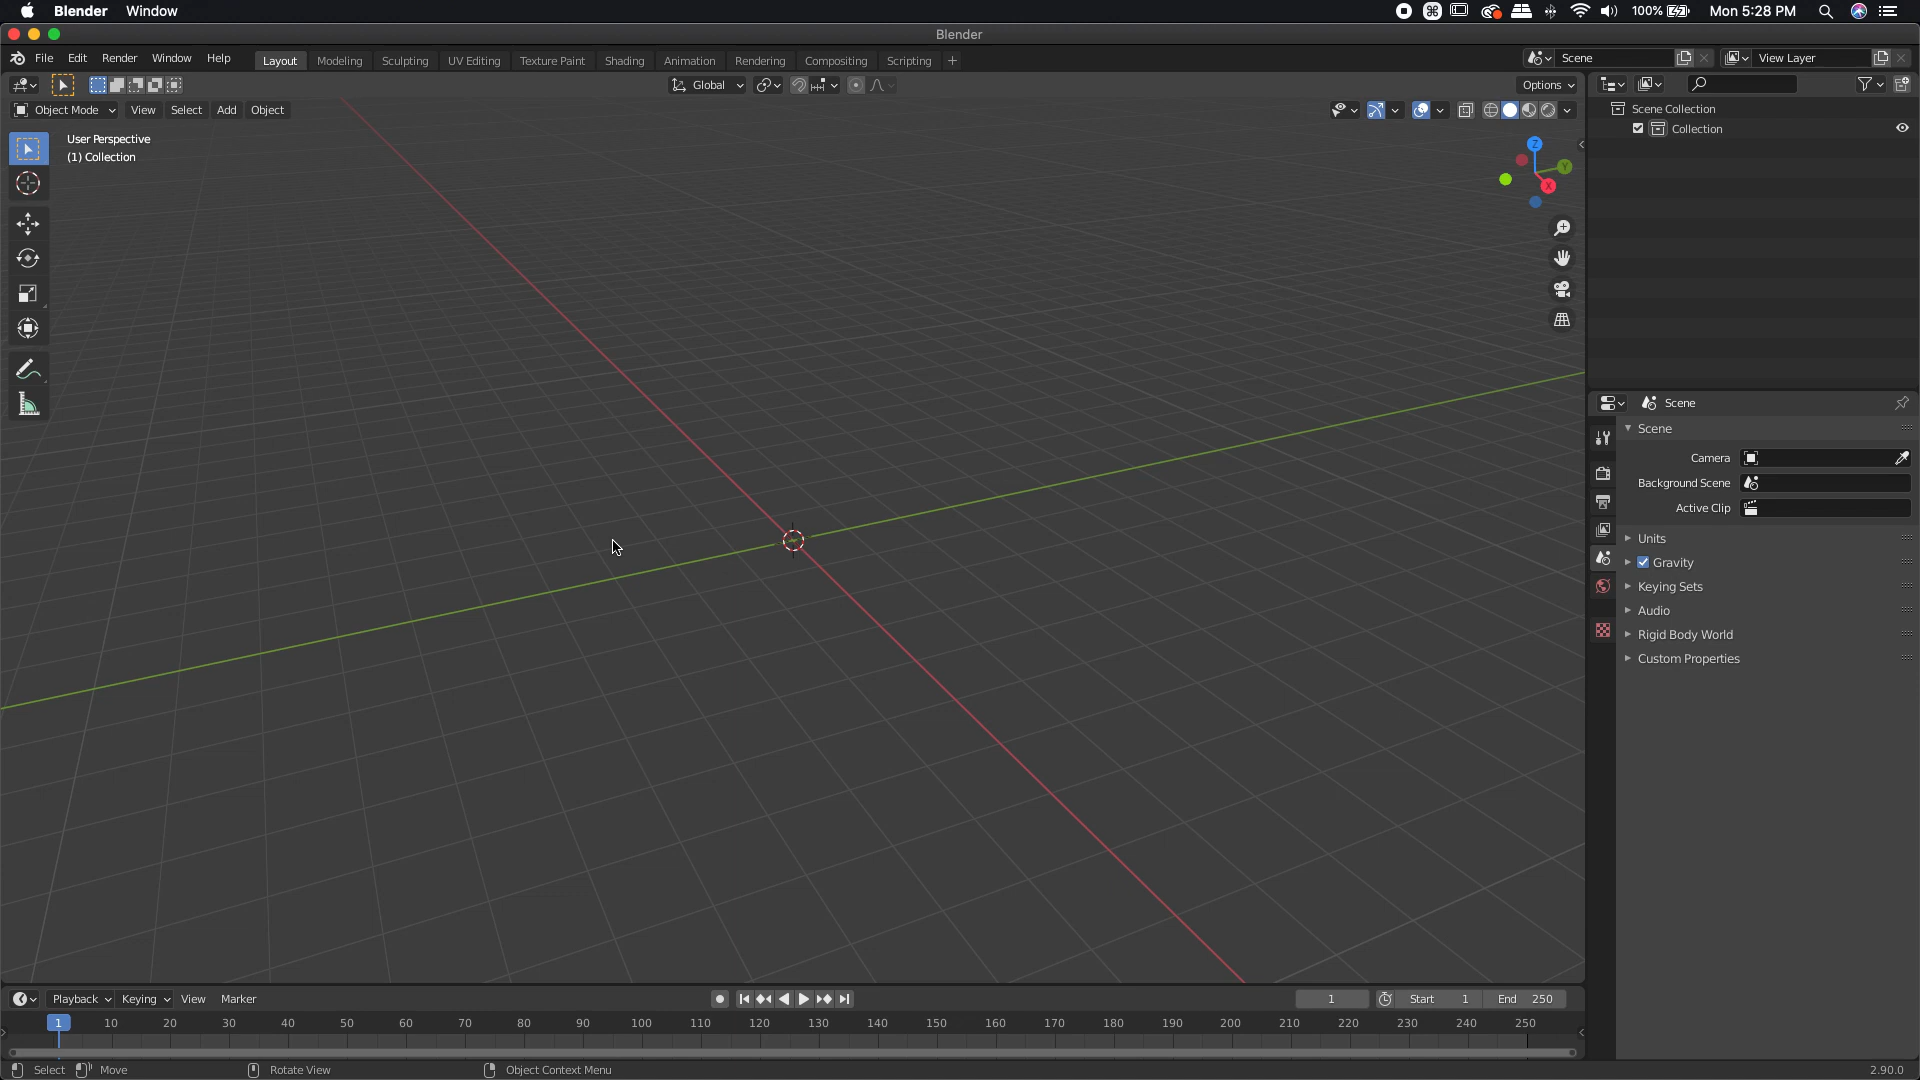 Blender Window 100% Mon 5:28 PM
Blender
File Edit Render Window Help Layout Modeling Sculpting UV Editing Texture Paint Shading Animation Rendering Compositing Scripting + Scene View Layer
Global Options
Object Mode View Select Add Object
User Perspective
(1) Collection
Z
Y
X
Scene Collection
Collection
Scene
Scene
Camera
Background Scene
Active Clip
Units
Gravity
Keying Sets
Audio
Rigid Body World
Custom Properties
Playback Keying View Marker 1 Start 1 End 250
1 10 20 30 40 50 60 70 80 90 100 110 120 130 140 150 160 170 180 190 200 210 220 230 240 250
Select Move Rotate View Object Context Menu 2.90.0